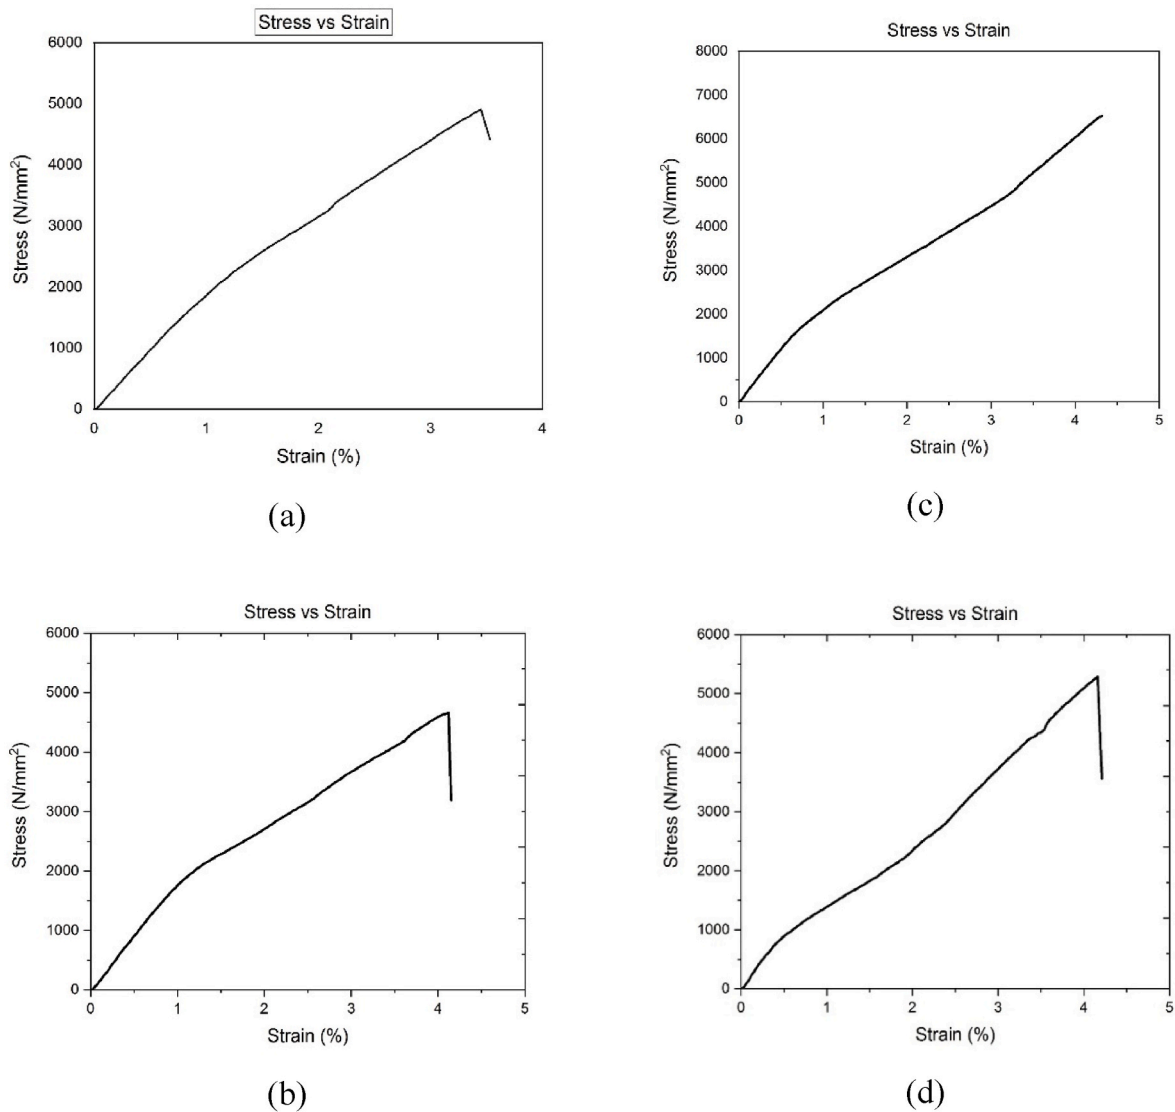 Stress vs Strain
6000
5000
4000
3000
2000
1000
0
Stress (N/mm²)
0 1 2 3 4
Strain (%)
(a)
Stress vs Strain
8000
7000
6000
5000
4000
3000
2000
1000
0
Stress (N/mm²)
0 1 2 3 4 5
Strain (%)
(c)
Stress vs Strain
6000
5000
4000
3000
2000
1000
0
Stress (N/mm²)
0 1 2 3 4 5
Strain (%)
(b)
Stress vs Strain
6000
5000
4000
3000
2000
1000
0
Stress (N/mm²)
0 1 2 3 4 5
Strain (%)
(d)